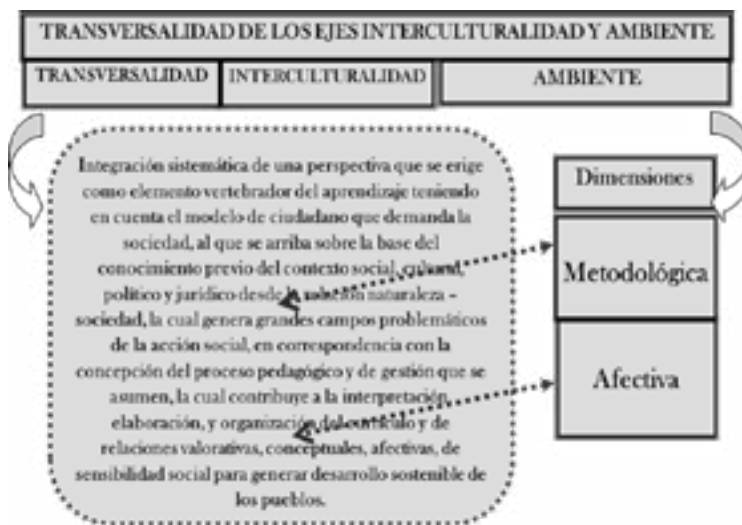 TRANSVERSALIDAD DE LOS EJES INTERCULTURALIDAD Y AMBIENTE
TRANSVERSALIDAD
INTERCULTURALIDAD
AMBIENTE
Integración sistemática de una perspectiva que se erige
como elemento vertebrador del aprendizaje teniendo
en cuenta el modelo de ciudadano que demanda la
sociedad, al que se arriba sobre la base del
conocimiento previo del contexto social, cultural,
político y jurídico desde la relación naturaleza –
sociedad, la cual genera grandes campos problemáticos
de la acción social, en correspondencia con la
concepción del proceso pedagógico y de gestión que se
asumen, la cual contribuye a la interpretación,
elaboración, y organización del currículo y de
relaciones valorativas, conceptuales, afectivas, de
sensibilidad social para generar desarrollo sostenible de
los pueblos.
Dimensiones
Metodológica
Afectiva